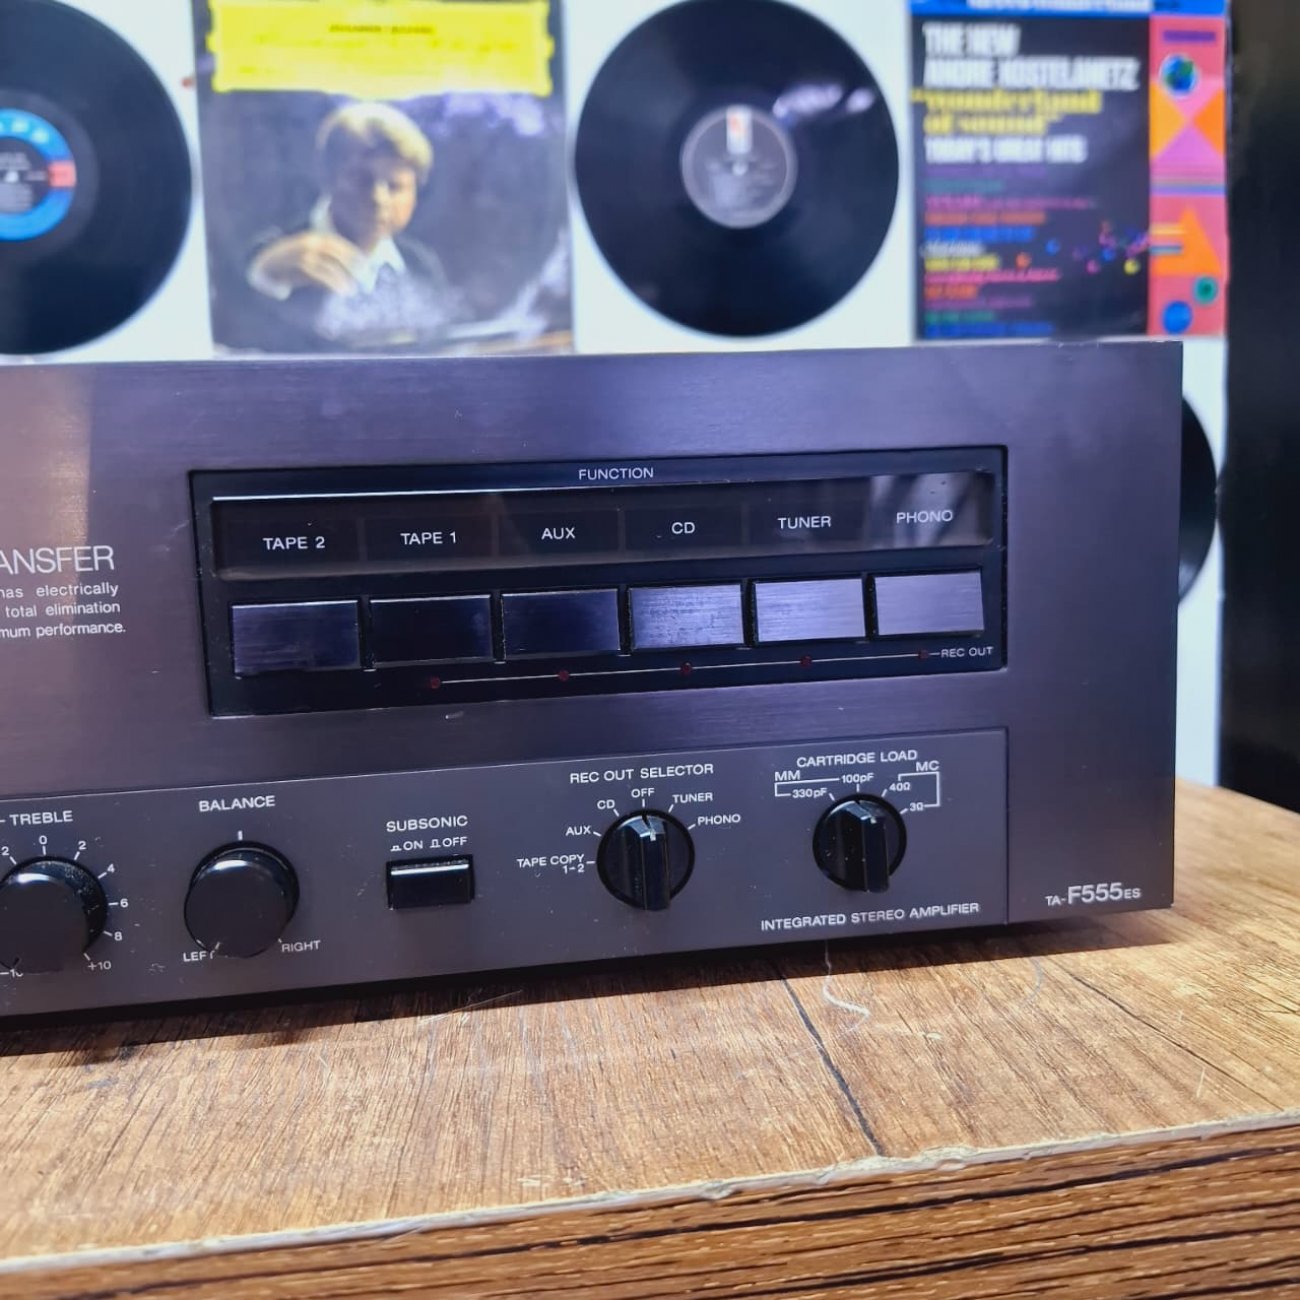 THE NEW
ANDRE KOSTELANETZ
"wonderland
of sound"
TODAY'S GREAT HITS
FUNCTION
TAPE 2 TAPE 1 AUX CD TUNER PHONO
REC OUT
ANSFER
has electrically
total elimination
mum performance.
TREBLE
2 0 2
4
6
8
-10 +10
BALANCE
LEFT RIGHT
SUBSONIC
ON OFF
REC OUT SELECTOR
OFF
CD TUNER
AUX PHONO
TAPE COPY
1-2
CARTRIDGE LOAD
MM MC
330pF 100pF 40Ω
3Ω
INTEGRATED STEREO AMPLIFIER
TA-F555ES